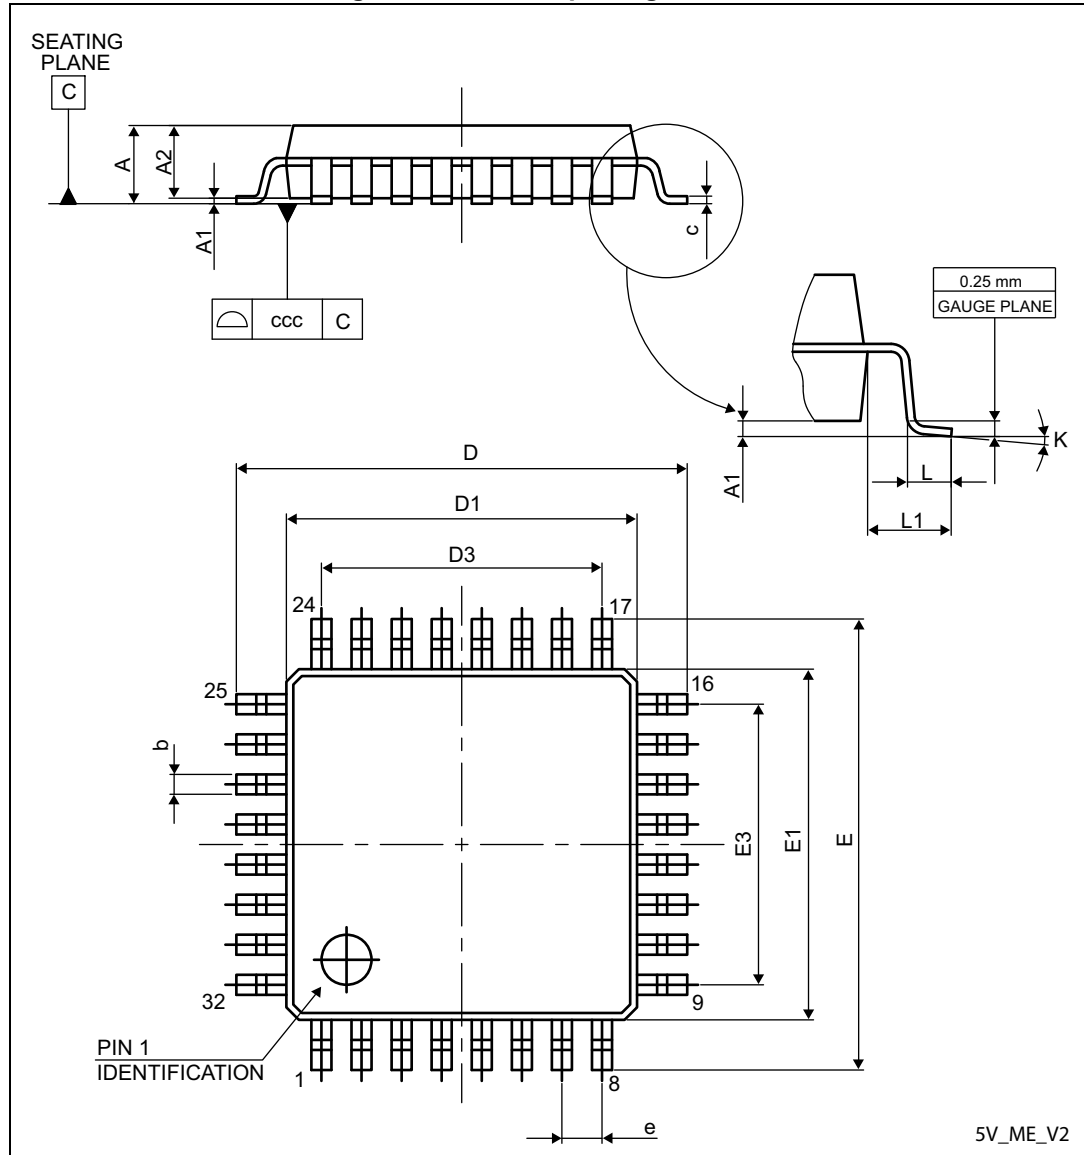 SEATING
PLANE
C
A
A2
A1
c
ccc
C
0.25 mm
GAUGE PLANE
A1
K
L
L1
D
D1
D3
24
17
25
16
b
E3
E1
E
32
9
PIN 1
IDENTIFICATION
1
8
e
5V_ME_V2